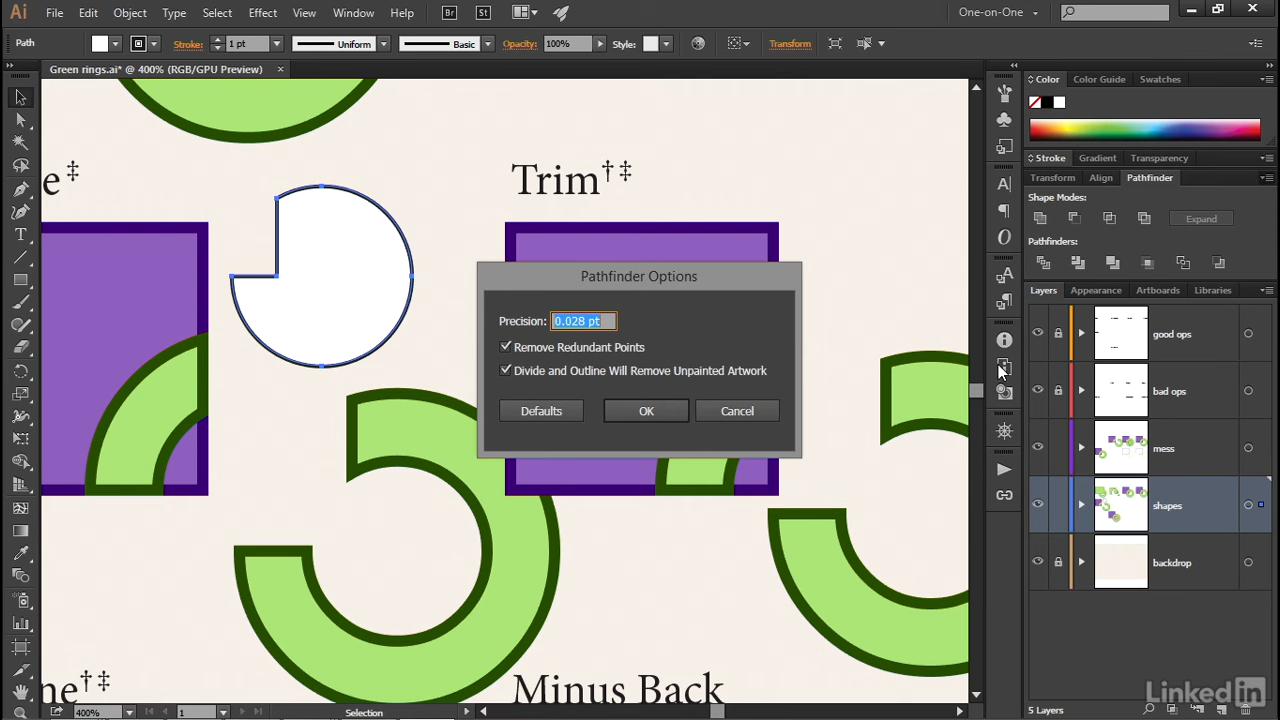 Ai File Edit Object Type Select Effect View Window Help Br St One-on-One
Path Stroke: 1 pt Uniform Basic Opacity: 100% Style: Transform
Green rings.ai* @ 400% (RGB/GPU Preview) ×
Color Color Guide Swatches
Stroke Gradient Transparency
Transform Align Pathfinder
Shape Modes:
Expand
Pathfinders:
Layers Appearance Artboards Libraries
good ops
bad ops
mess
shapes
backdrop
5 Layers
e†‡
Trim†‡
Pathfinder Options
Precision: 0.028 pt
Remove Redundant Points
Divide and Outline Will Remove Unpainted Artwork
Defaults OK Cancel
ne†‡
Minus Back
400% 1 Selection
Linked in